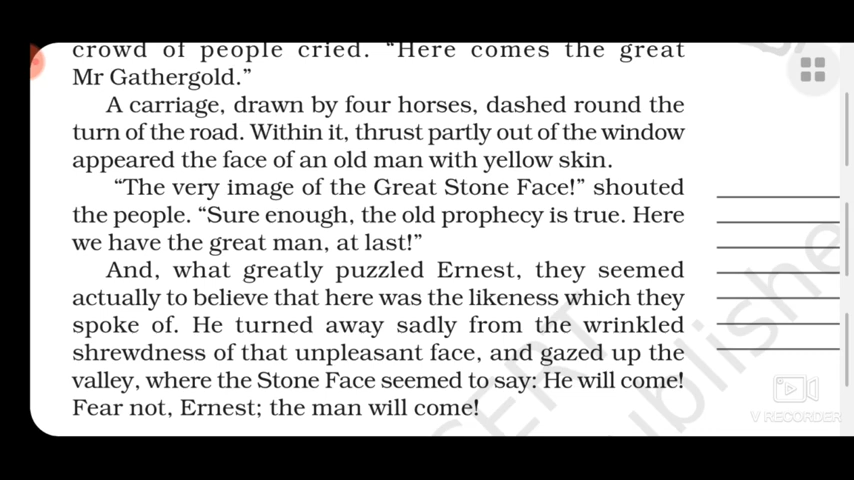 crowd of people cried. “Here comes the great
Mr Gathergold.”
A carriage, drawn by four horses, dashed round the
turn of the road. Within it, thrust partly out of the window
appeared the face of an old man with yellow skin.
“The very image of the Great Stone Face!” shouted
the people. “Sure enough, the old prophecy is true. Here
we have the great man, at last!”
And, what greatly puzzled Ernest, they seemed
actually to believe that here was the likeness which they
spoke of. He turned away sadly from the wrinkled
shrewdness of that unpleasant face, and gazed up the
valley, where the Stone Face seemed to say: He will come!
Fear not, Ernest; the man will come!
V RECORDER